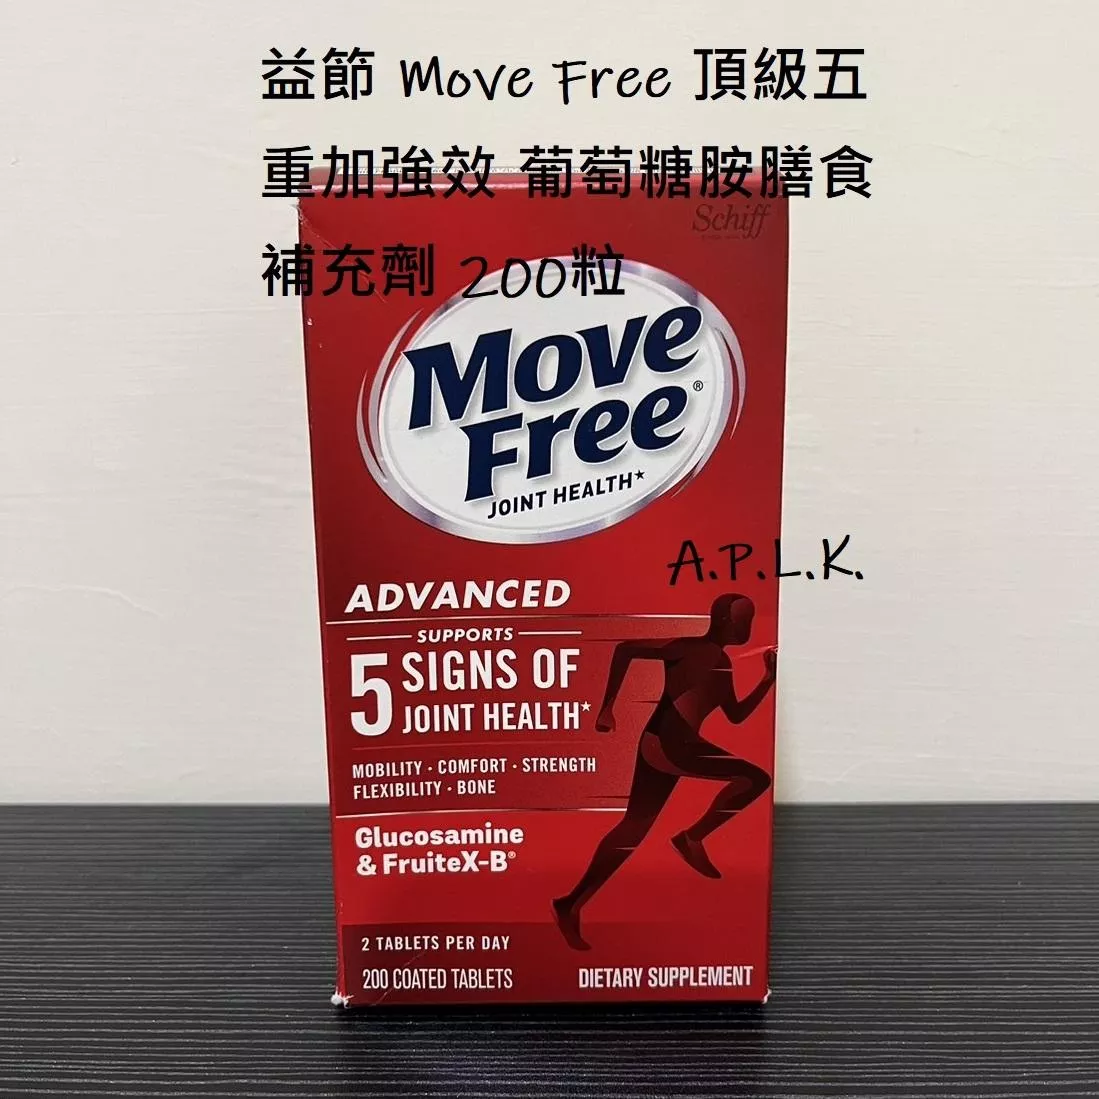 益節 Move Free 頂級五
重加強效 葡萄糖胺膳食
補充劑 200粒
Schiff
Move
Free®
JOINT HEALTH★
A.P.L.K.
ADVANCED
SUPPORTS
5 SIGNS OF
JOINT HEALTH★
MOBILITY · COMFORT · STRENGTH
FLEXIBILITY · BONE
Glucosamine
& FruiteX-B®
2 TABLETS PER DAY
200 COATED TABLETS DIETARY SUPPLEMENT